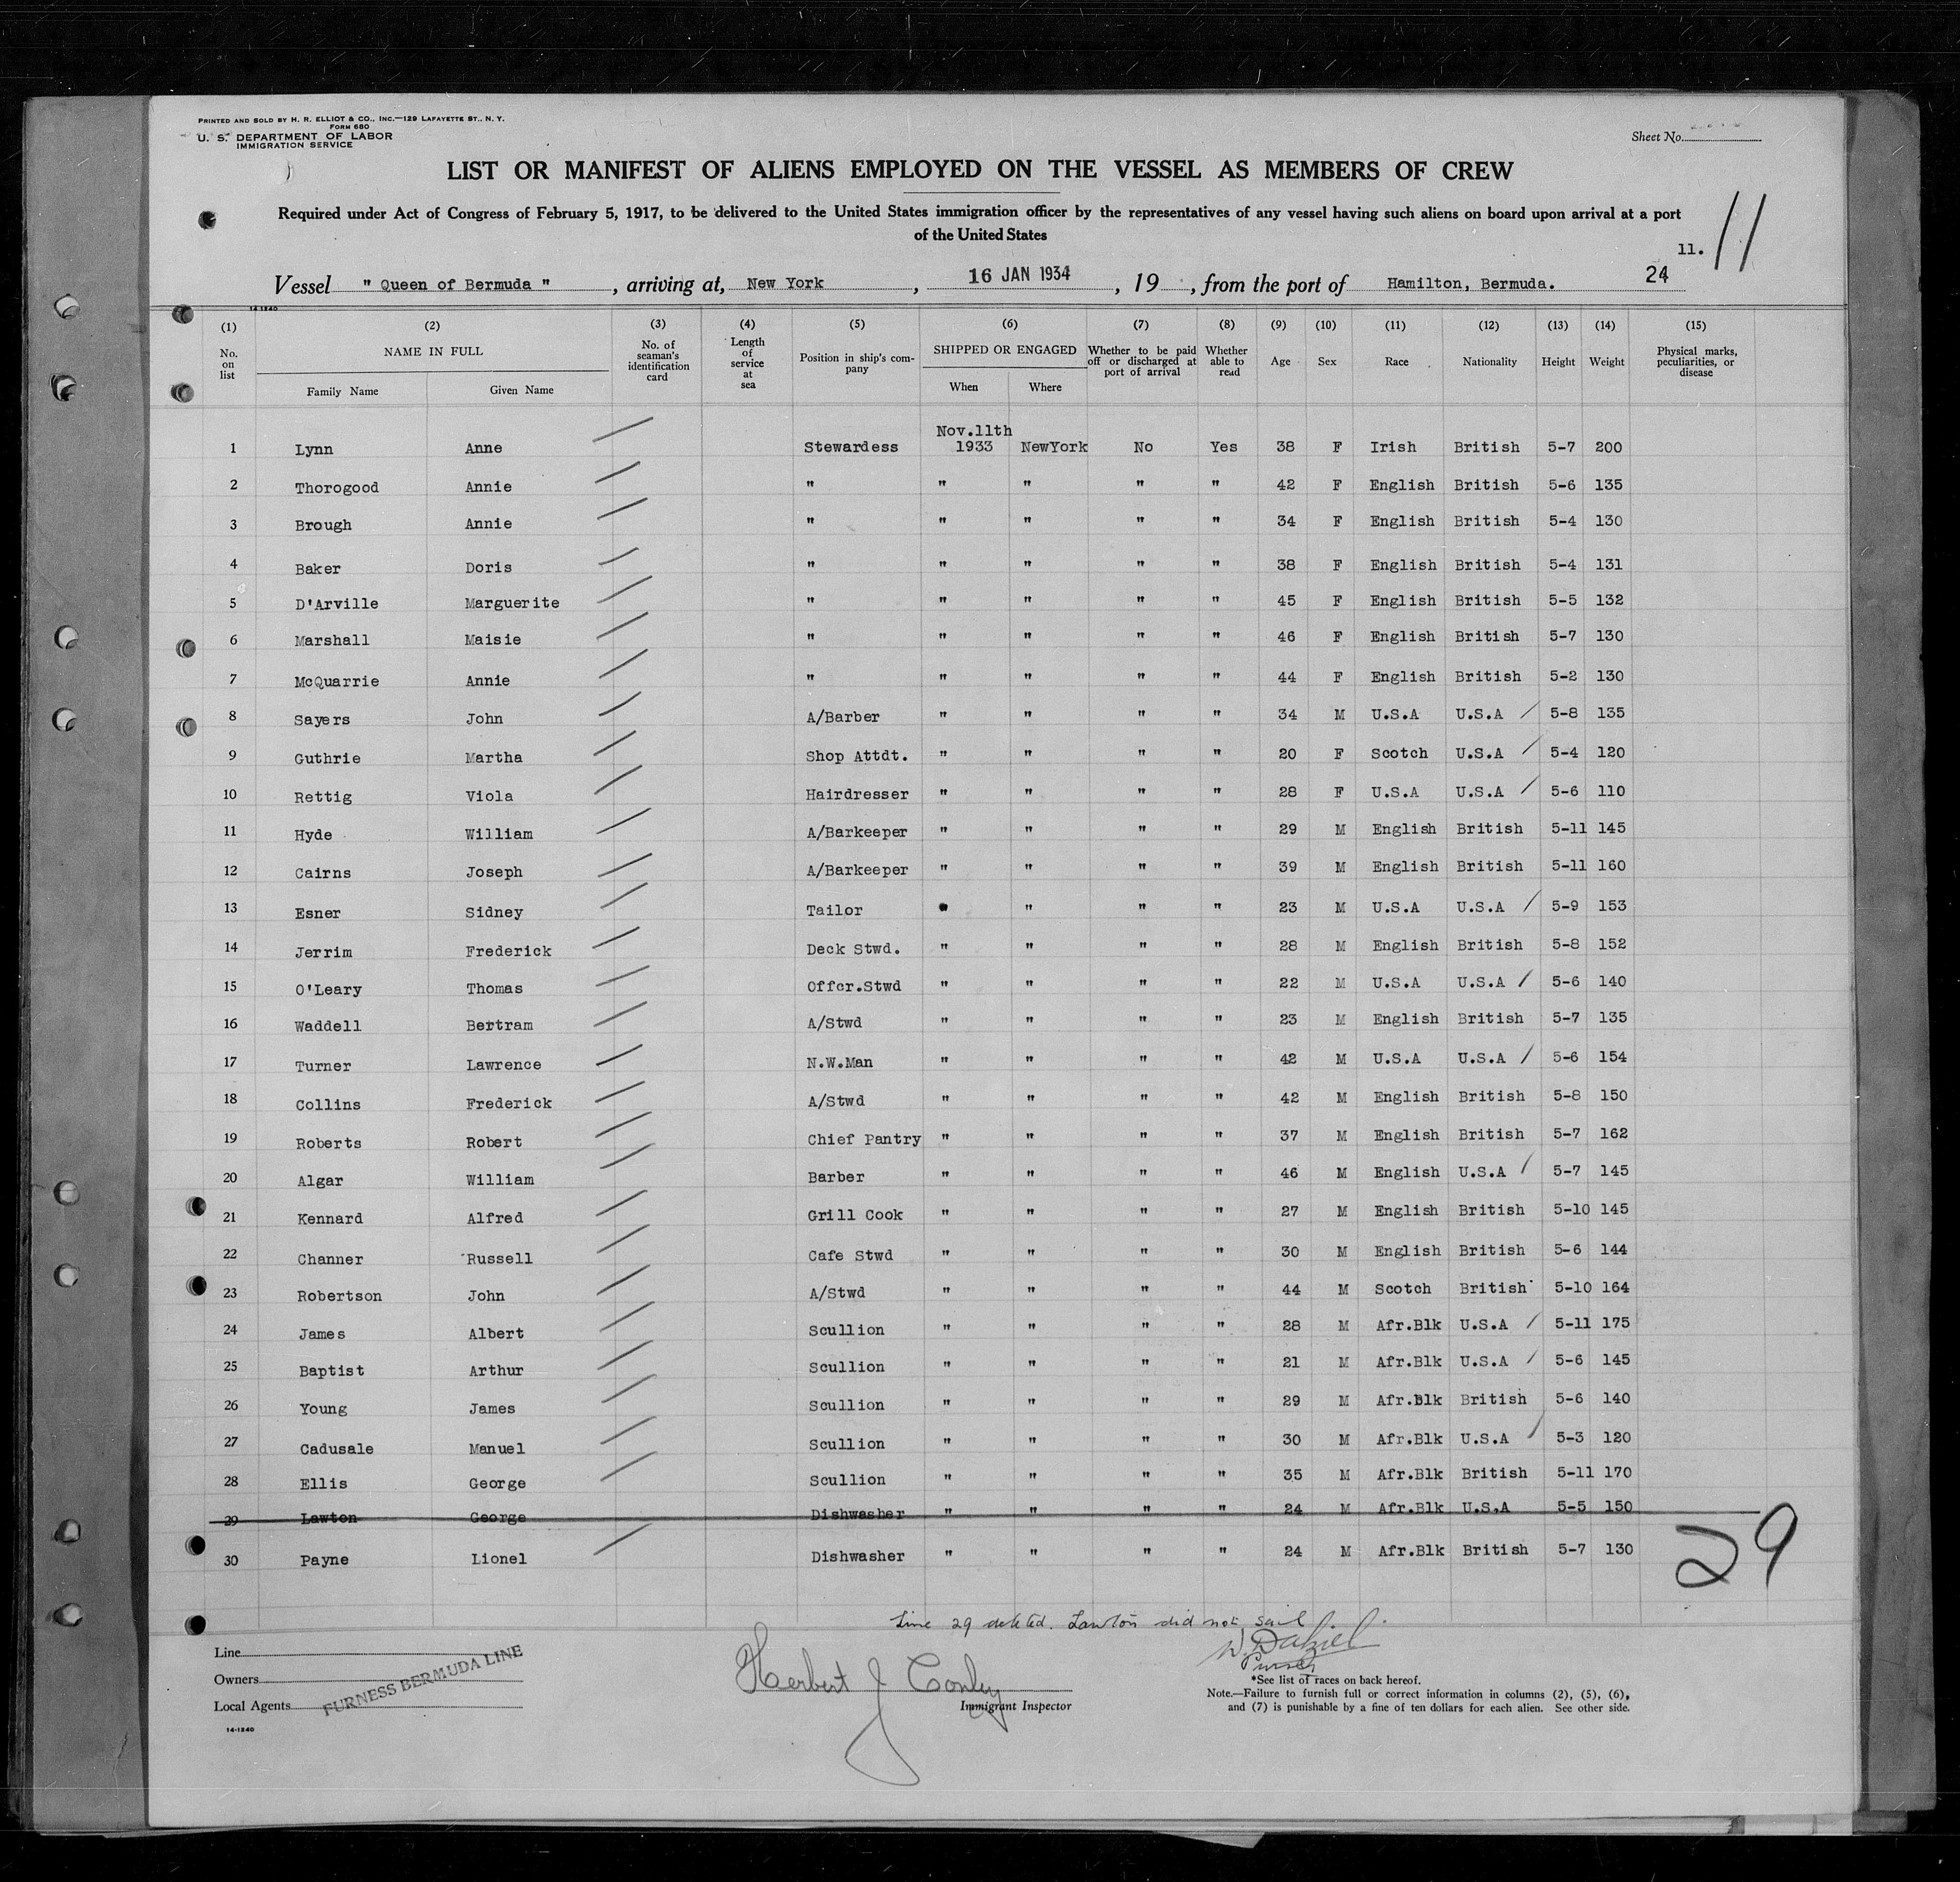 PRINTED AND SOLD BY H. R. ELLIOT & CO., INC.—129 LAFAYETTE ST., N. Y.
FORM 680
U. S. DEPARTMENT OF LABOR
IMMIGRATION SERVICE
Sheet No.
LIST OR MANIFEST OF ALIENS EMPLOYED ON THE VESSEL AS MEMBERS OF CREW
Required under Act of Congress of February 5, 1917, to be delivered to the United States immigration officer by the representatives of any vessel having such aliens on board upon arrival at a port
of the United States
11. 11
Vessel " Queen of Bermuda " , arriving at, New York , 16 JAN 1934 , 19 , from the port of Hamilton, Bermuda. 24
14-1240
(1) (2) (3) (4) (5) (6) (7) (8) (9) (10) (11) (12) (13) (14) (15)
No. on list NAME IN FULL Family Name Given Name No. of seaman's identification card Length of service at sea Position in ship's company SHIPPED OR ENGAGED When Where Whether to be paid off or discharged at port of arrival Whether able to read Age Sex Race Nationality Height Weight Physical marks, peculiarities, or disease
1 Lynn Anne Stewardess Nov.11th 1933 NewYork No Yes 38 F Irish British 5-7 200
2 Thorogood Annie " " " " " 42 F English British 5-6 135
3 Brough Annie " " " " " 34 F English British 5-4 130
4 Baker Doris " " " " " 38 F English British 5-4 131
5 D'Arville Marguerite " " " " " 45 F English British 5-5 132
6 Marshall Maisie " " " " " 46 F English British 5-7 130
7 McQuarrie Annie " " " " " 44 F English British 5-2 130
8 Sayers John A/Barber " " " " 34 M U.S.A U.S.A 5-8 135
9 Guthrie Martha Shop Attdt. " " " " 20 F Scotch U.S.A 5-4 120
10 Rettig Viola Hairdresser " " " " 28 F U.S.A U.S.A 5-6 110
11 Hyde William A/Barkeeper " " " " 29 M English British 5-11 145
12 Cairns Joseph A/Barkeeper " " " " 39 M English British 5-11 160
13 Esner Sidney Tailor " " " " 23 M U.S.A U.S.A 5-9 153
14 Jerrim Frederick Deck Stwd. " " " " 28 M English British 5-8 152
15 O'Leary Thomas Offcr.Stwd " " " " 22 M U.S.A U.S.A 5-6 140
16 Waddell Bertram A/Stwd " " " " 23 M English British 5-7 135
17 Turner Lawrence N.W.Man " " " " 42 M U.S.A U.S.A 5-6 154
18 Collins Frederick A/Stwd " " " " 42 M English British 5-8 150
19 Roberts Robert Chief Pantry " " " " 37 M English British 5-7 162
20 Algar William Barber " " " " 46 M English U.S.A 5-7 145
21 Kennard Alfred Grill Cook " " " " 27 M English British 5-10 145
22 Channer Russell Cafe Stwd " " " " 30 M English British 5-6 144
23 Robertson John A/Stwd " " " " 44 M Scotch British 5-10 164
24 James Albert Scullion " " " " 28 M Afr.Blk U.S.A 5-11 175
25 Baptist Arthur Scullion " " " " 21 M Afr.Blk U.S.A 5-6 145
26 Young James Scullion " " " " 29 M Afr.Blk British 5-6 140
27 Cadusale Manuel Scullion " " " " 30 M Afr.Blk U.S.A 5-3 120
28 Ellis George Scullion " " " " 35 M Afr.Blk British 5-11 170
29 Lawton George Dishwasher " " " " 24 M Afr.Blk U.S.A 5-5 150
30 Payne Lionel Dishwasher " " " " 24 M Afr.Blk British 5-7 130
29
Line 29 deleted. Lawton did not sail
W. Dalziel
Purser
Line
Owners
Local Agents
FURNESS BERMUDA LINE
14-1240
Herbert J Conley
Immigrant Inspector
*See list of races on back hereof.
Note.—Failure to furnish full or correct information in columns (2), (5), (6),
and (7) is punishable by a fine of ten dollars for each alien. See other side.